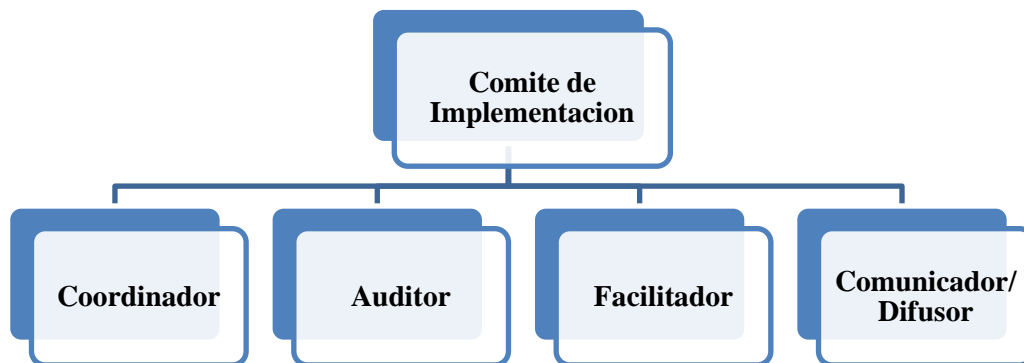 Comite de
Implementacion
Coordinador
Auditor
Facilitador
Comunicador/
Difusor